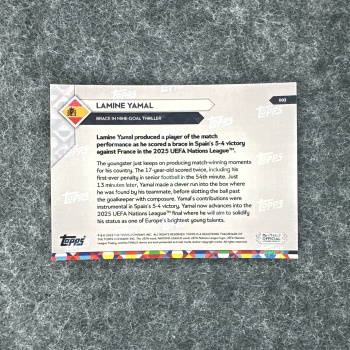 LAMINE YAMAL
003
BRACE IN NINE-GOAL THRILLER
Lamine Yamal produced a player of the match
performance as he scored a brace in Spain's 5-4 victory
against France in the 2025 UEFA Nations League™.
The youngster just keeps on producing match-winning moments
for his country. The 17-year-old scored twice, including his
first-ever penalty in senior football in the 54th minute. Just
13 minutes later, Yamal made a clever run into the box where
he was found by his teammate, before slotting the ball past
the goalkeeper with composure. Yamal's contributions were
instrumental in Spain's 5-4 victory. Yamar advances into the
2025 UEFA Nations League™ final where he will aim to solidify
his status as one of Europe's brightest young talents.
Topps
OFFICIAL